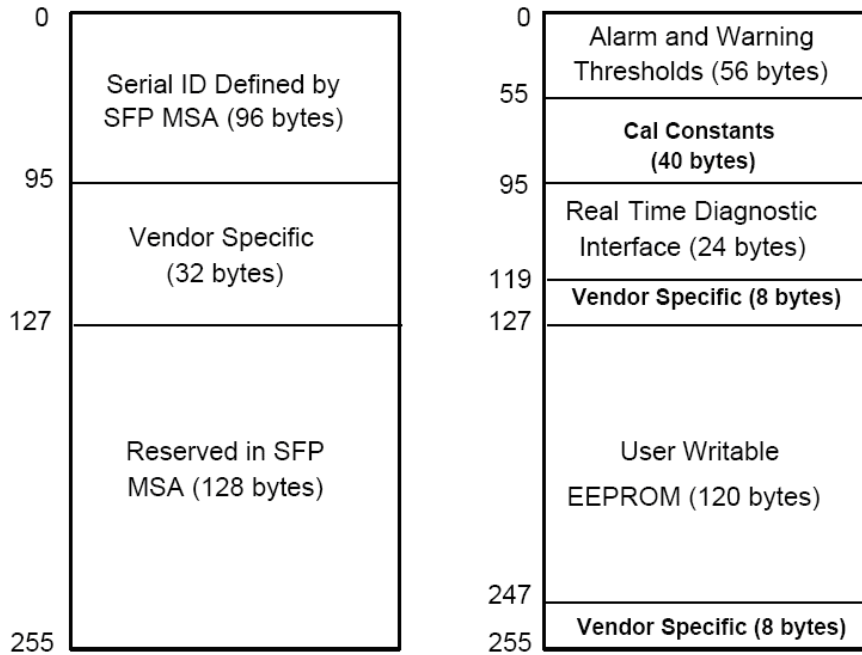 0
Serial ID Defined by
SFP MSA (96 bytes)
95
Vendor Specific
(32 bytes)
127
Reserved in SFP
MSA (128 bytes)
255
0
Alarm and Warning
Thresholds (56 bytes)
55
Cal Constants
(40 bytes)
95
Real Time Diagnostic
Interface (24 bytes)
119
Vendor Specific (8 bytes)
127
User Writable
EEPROM (120 bytes)
247
Vendor Specific (8 bytes)
255